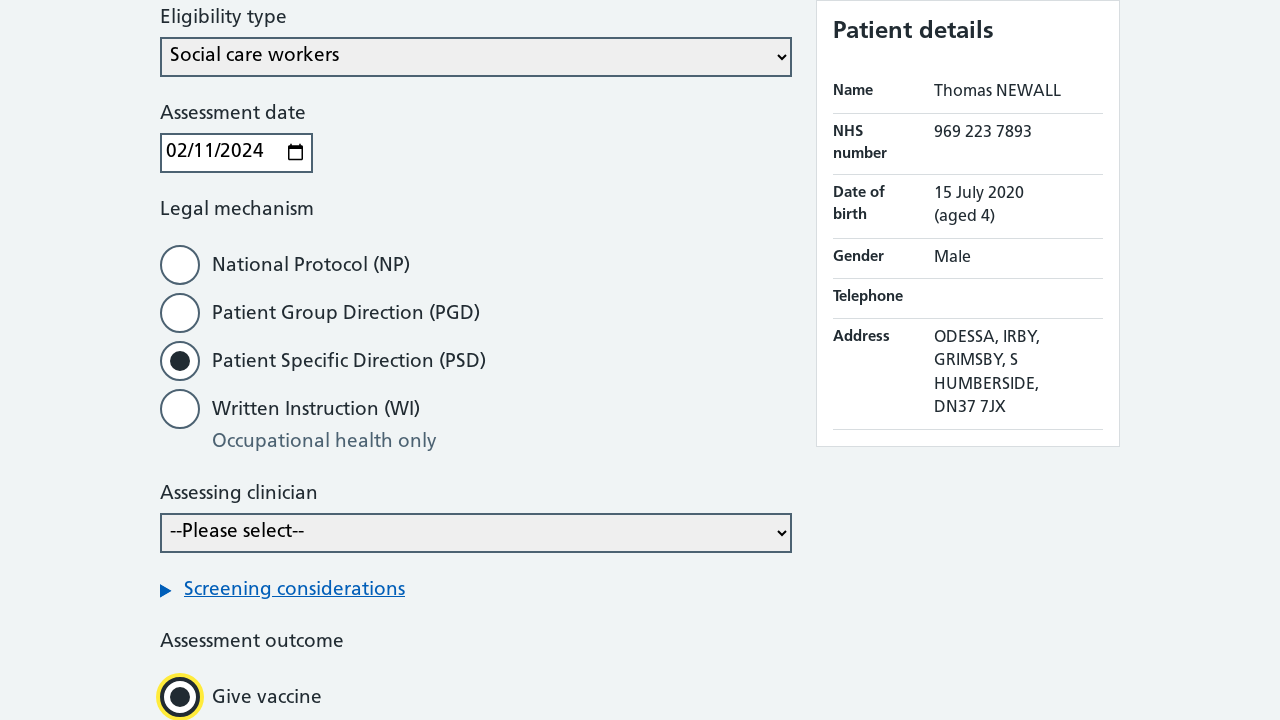 Eligibility type
Social care workers
Assessment date
02/11/2024
Legal mechanism
National Protocol (NP)
Patient Group Direction (PGD)
Patient Specific Direction (PSD)
Written Instruction (WI)
Occupational health only
Assessing clinician
--Please select--
Screening considerations
Assessment outcome
Give vaccine
Patient details
Name Thomas NEWALL
NHS number 969 223 7893
Date of birth 15 July 2020 (aged 4)
Gender Male
Telephone
Address ODESSA, IRBY,
GRIMSBY, S
HUMBERSIDE,
DN37 7JX